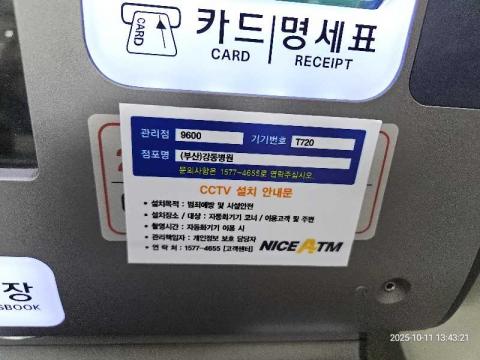 CARD
카드 명세표
CARD RECEIPT
관리점 9600 기기번호 T720
점포명 (부산)강동병원
문의사항은 1577-4655로 연락주십시오.
CCTV 설치 안내문
• 설치목적 : 범죄예방 및 시설안전
• 설치장소 / 대상 : 자동화기기 코너 / 이용고객 및 주변
• 촬영시간 : 자동화기기 이용 시
• 관리책임자 : 개인정보 보호 담당자
• 연 락 처 : 1577-4655 [고객센터]
NICE ATM
장
SBOOK
2025-10-11 13:43:21